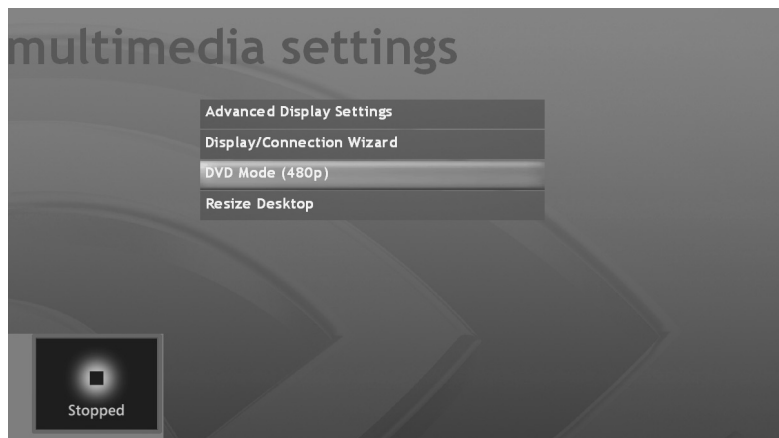 multimedia settings
Advanced Display Settings
Display/Connection Wizard
DVD Mode (480p)
Resize Desktop
Stopped